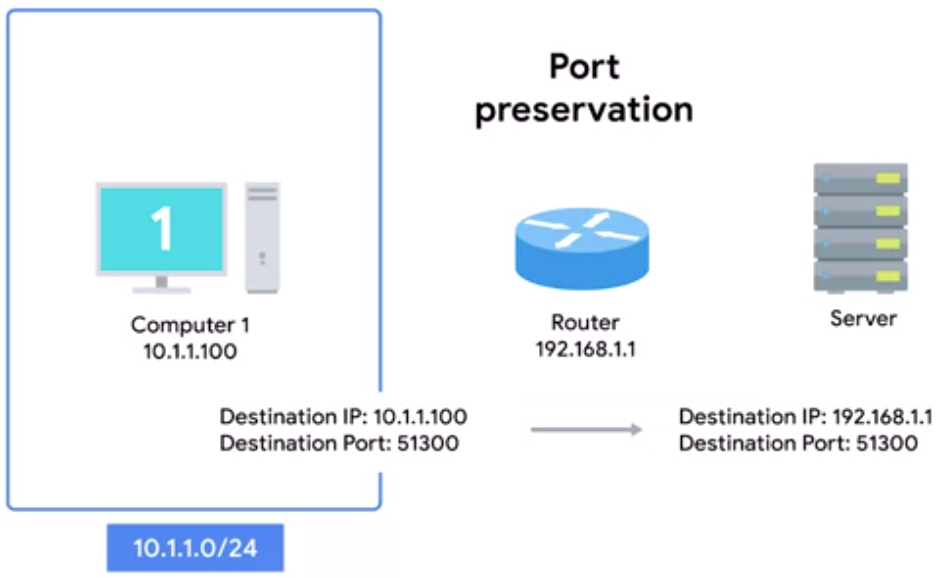 Port
preservation
1
Computer 1
10.1.1.100
Router
192.168.1.1
Server
Destination IP: 10.1.1.100
Destination Port: 51300
Destination IP: 192.168.1.1
Destination Port: 51300
10.1.1.0/24